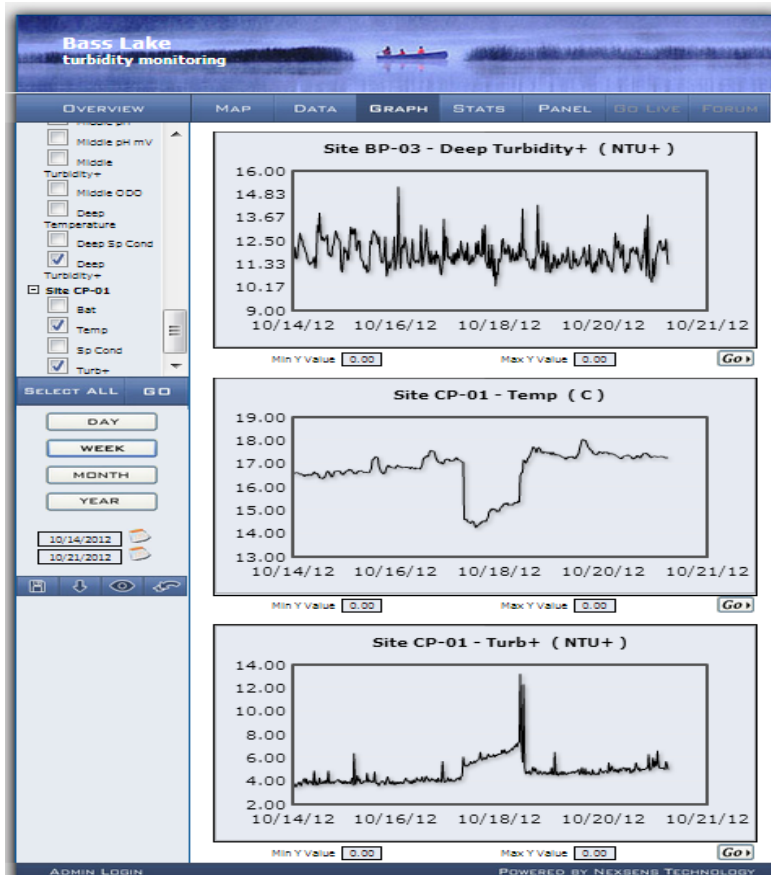 Bass Lake
turbidity monitoring
OVERVIEW MAP DATA GRAPH STATS PANEL GO LIVE FORUM
Middle pH
Middle pH mV
Middle
Turbidity+
Middle ODO
Deep
Temperature
Deep Sp Cond
Deep
Turbidity+
Site CP-01
Bat
Temp
Sp Cond
Turb+
SELECT ALL GO
DAY
WEEK
MONTH
YEAR
10/14/2012
10/21/2012
Site BP-03 - Deep Turbidity+ ( NTU+ )
16.00
14.83
13.67
12.50
11.33
10.17
9.00
10/14/12 10/16/12 10/18/12 10/20/12 10/21/12
Min Y Value 0.00 Max Y Value 0.00 Go
Site CP-01 - Temp ( C )
19.00
18.00
17.00
16.00
15.00
14.00
13.00
10/14/12 10/16/12 10/18/12 10/20/12 10/21/12
Min Y Value 0.00 Max Y Value 0.00 Go
Site CP-01 - Turb+ ( NTU+ )
14.00
12.00
10.00
8.00
6.00
4.00
2.00
10/14/12 10/16/12 10/18/12 10/20/12 10/21/12
Min Y Value 0.00 Max Y Value 0.00 Go
ADMIN LOGIN POWERED BY NEXSENS TECHNOLOGY